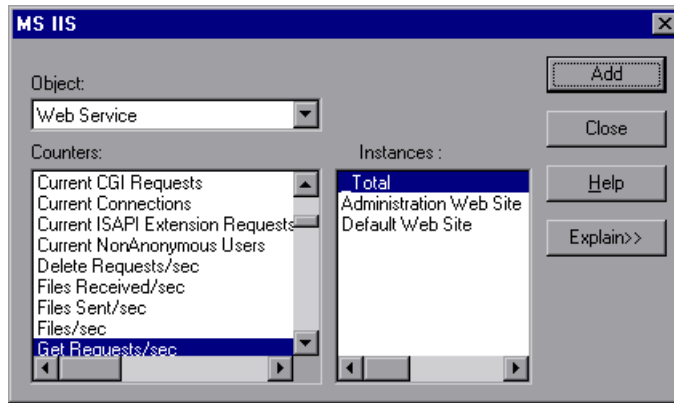 MS IIS
Object:
Web Service
Counters:
Current CGI Requests
Current Connections
Current ISAPI Extension Requests
Current NonAnonymous Users
Delete Requests/sec
Files Received/sec
Files Sent/sec
Files/sec
Get Requests/sec
Instances :
_Total
Administration Web Site
Default Web Site
Add
Close
Help
Explain>>